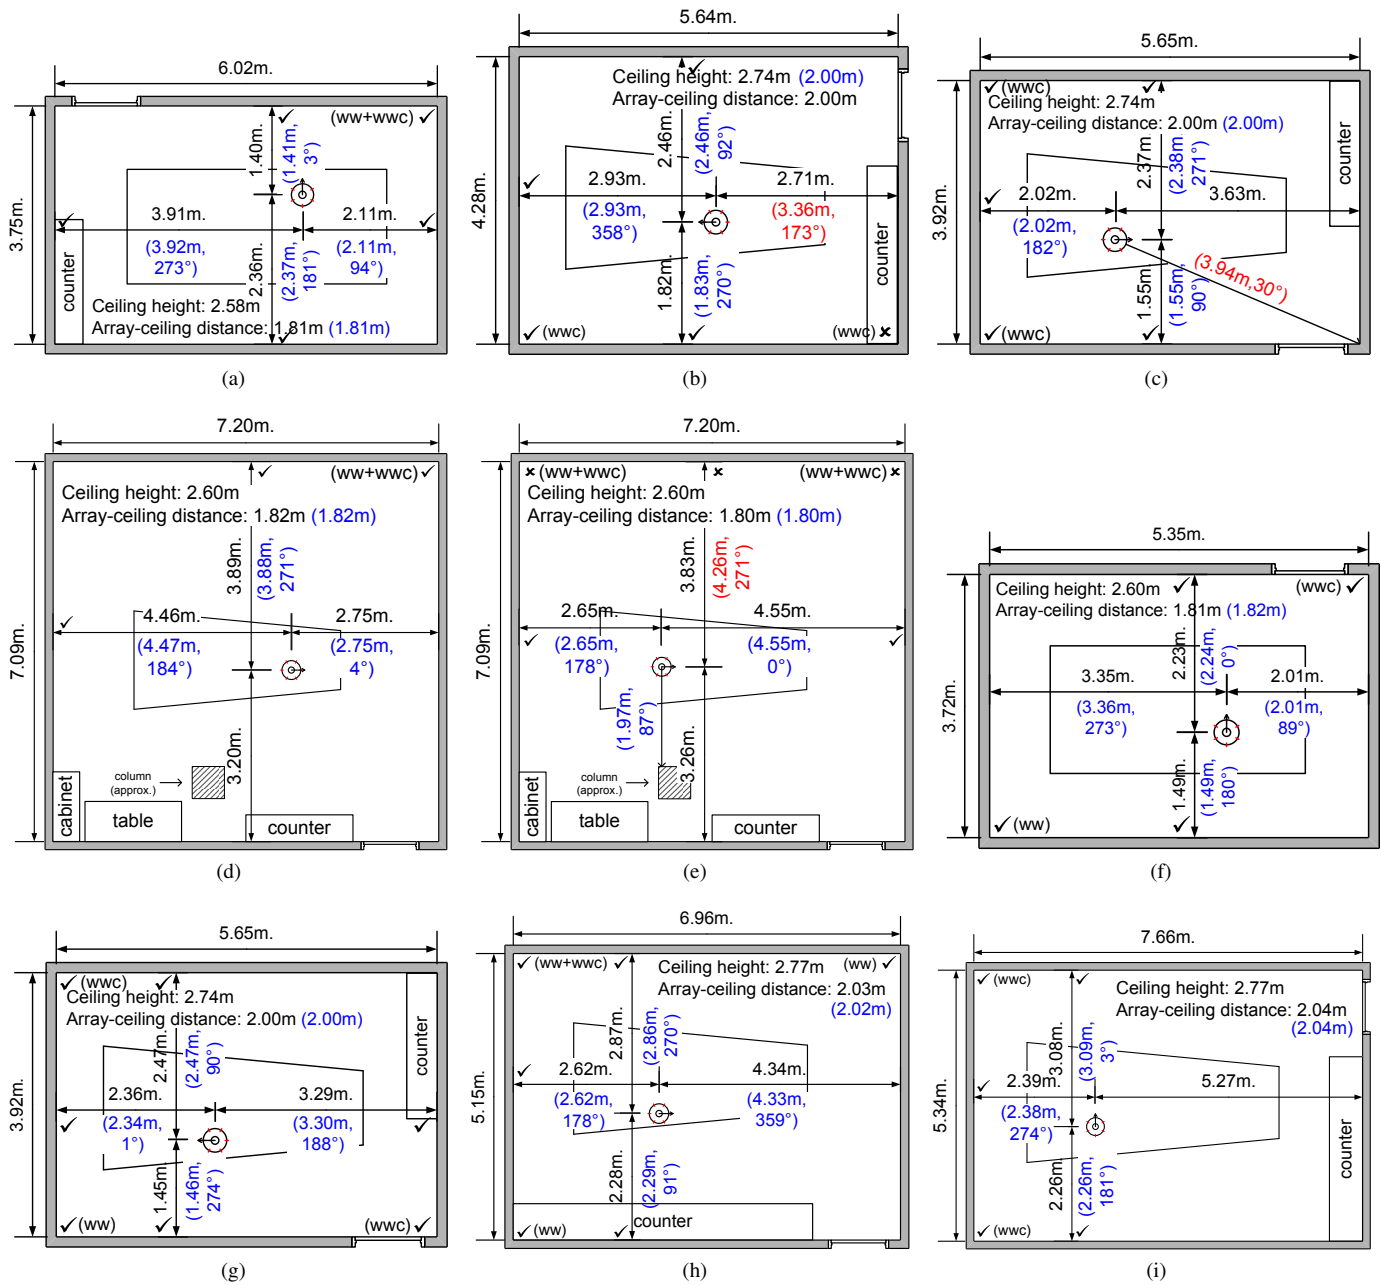 6.02m.
3.75m.
(ww+wwc)
1.40m.
(1.41m,
3°)
3.91m.
(3.92m,
273°)
2.11m.
(2.11m,
94°)
2.36m.
(2.37m,
181°)
counter
Ceiling height: 2.58m
Array-ceiling distance: 1.81m (1.81m)
(a)
5.64m.
4.28m.
Ceiling height: 2.74m (2.00m)
Array-ceiling distance: 2.00m
2.46m.
(2.46m,
92°)
2.93m.
(2.93m,
358°)
2.71m.
(3.36m,
173°)
1.82m.
(1.83m,
270°)
counter
(wwc)
(wwc)
(b)
5.65m.
3.92m.
(wwc)
Ceiling height: 2.74m
Array-ceiling distance: 2.00m (2.00m)
counter
2.37m.
(2.38m.
271°)
2.02m.
(2.02m,
182°)
3.63m.
(3.94m,30°)
1.55m.
(1.55m,
90°)
(wwc)
(c)
7.20m.
7.09m.
(ww+wwc)
Ceiling height: 2.60m
Array-ceiling distance: 1.82m (1.82m)
3.89m.
(3.88m,
271°)
4.46m.
(4.47m,
184°)
2.75m.
(2.75m,
4°)
3.20m.
cabinet
column
(approx.)
table
counter
(d)
7.20m.
7.09m.
(ww+wwc)
(ww+wwc)
Ceiling height: 2.60m
Array-ceiling distance: 1.80m (1.80m)
3.83m.
(4.26m,
271°)
2.65m.
(2.65m,
178°)
4.55m.
(4.55m,
0°)
(1.97m,
87°)
3.26m.
cabinet
column
(approx.)
table
counter
(e)
5.35m.
3.72m.
Ceiling height: 2.60m
(wwc)
Array-ceiling distance: 1.81m (1.82m)
2.23m.
(2.24m,
0°)
3.35m.
(3.36m,
273°)
2.01m.
(2.01m,
89°)
1.49m.
(1.49m,
180°)
(ww)
(f)
5.65m.
3.92m.
(wwc)
Ceiling height: 2.74m
Array-ceiling distance: 2.00m (2.00m)
counter
2.47m.
(2.47m,
90°)
2.36m.
(2.34m,
1°)
3.29m.
(3.30m,
188°)
1.45m.
(1.46m,
274°)
(ww)
(wwc)
(g)
6.96m.
5.15m.
(ww+wwc)
Ceiling height: 2.77m
(ww)
Array-ceiling distance: 2.03m
(2.02m)
2.87m.
(2.86m,
270°)
2.62m.
(2.62m,
178°)
4.34m.
(4.33m,
359°)
2.28m.
(2.29m,
91°)
counter
(ww)
(h)
7.66m.
5.34m.
(wwc)
Ceiling height: 2.77m
Array-ceiling distance: 2.04m
(2.04m)
3.08m.
(3.09m,
3°)
2.39m.
(2.38m,
274°)
5.27m.
2.26m.
(2.26m,
181°)
counter
(wwc)
(i)